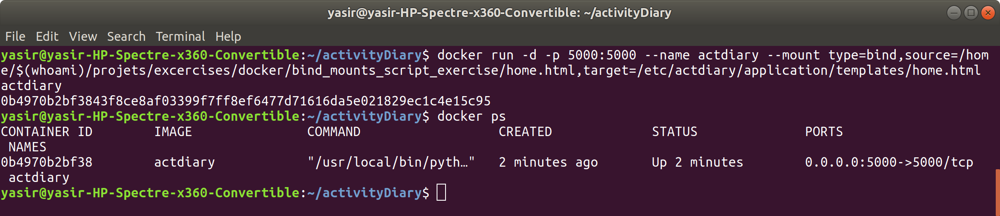 yasir@yasir-HP-Spectre-x360-Convertible: ~/activityDiary
File Edit View Search Terminal Help
yasir@yasir-HP-Spectre-x360-Convertible:~/activityDiary$ docker run -d -p 5000:5000 --name actdiary --mount type=bind,source=/hom
e/$(whoami)/projets/excercises/docker/bind_mounts_script_exercise/home.html,target=/etc/actdiary/application/templates/home.html
actdiary
0b4970b2bf3843f8ce8af03399f7ff8ef6477d71616da5e021829ec1c4e15c95
yasir@yasir-HP-Spectre-x360-Convertible:~/activityDiary$ docker ps
CONTAINER ID        IMAGE               COMMAND                  CREATED             STATUS              PORTS
 NAMES
0b4970b2bf38        actdiary            "/usr/local/bin/pyth…"   2 minutes ago       Up 2 minutes        0.0.0.0:5000->5000/tcp
 actdiary
yasir@yasir-HP-Spectre-x360-Convertible:~/activityDiary$